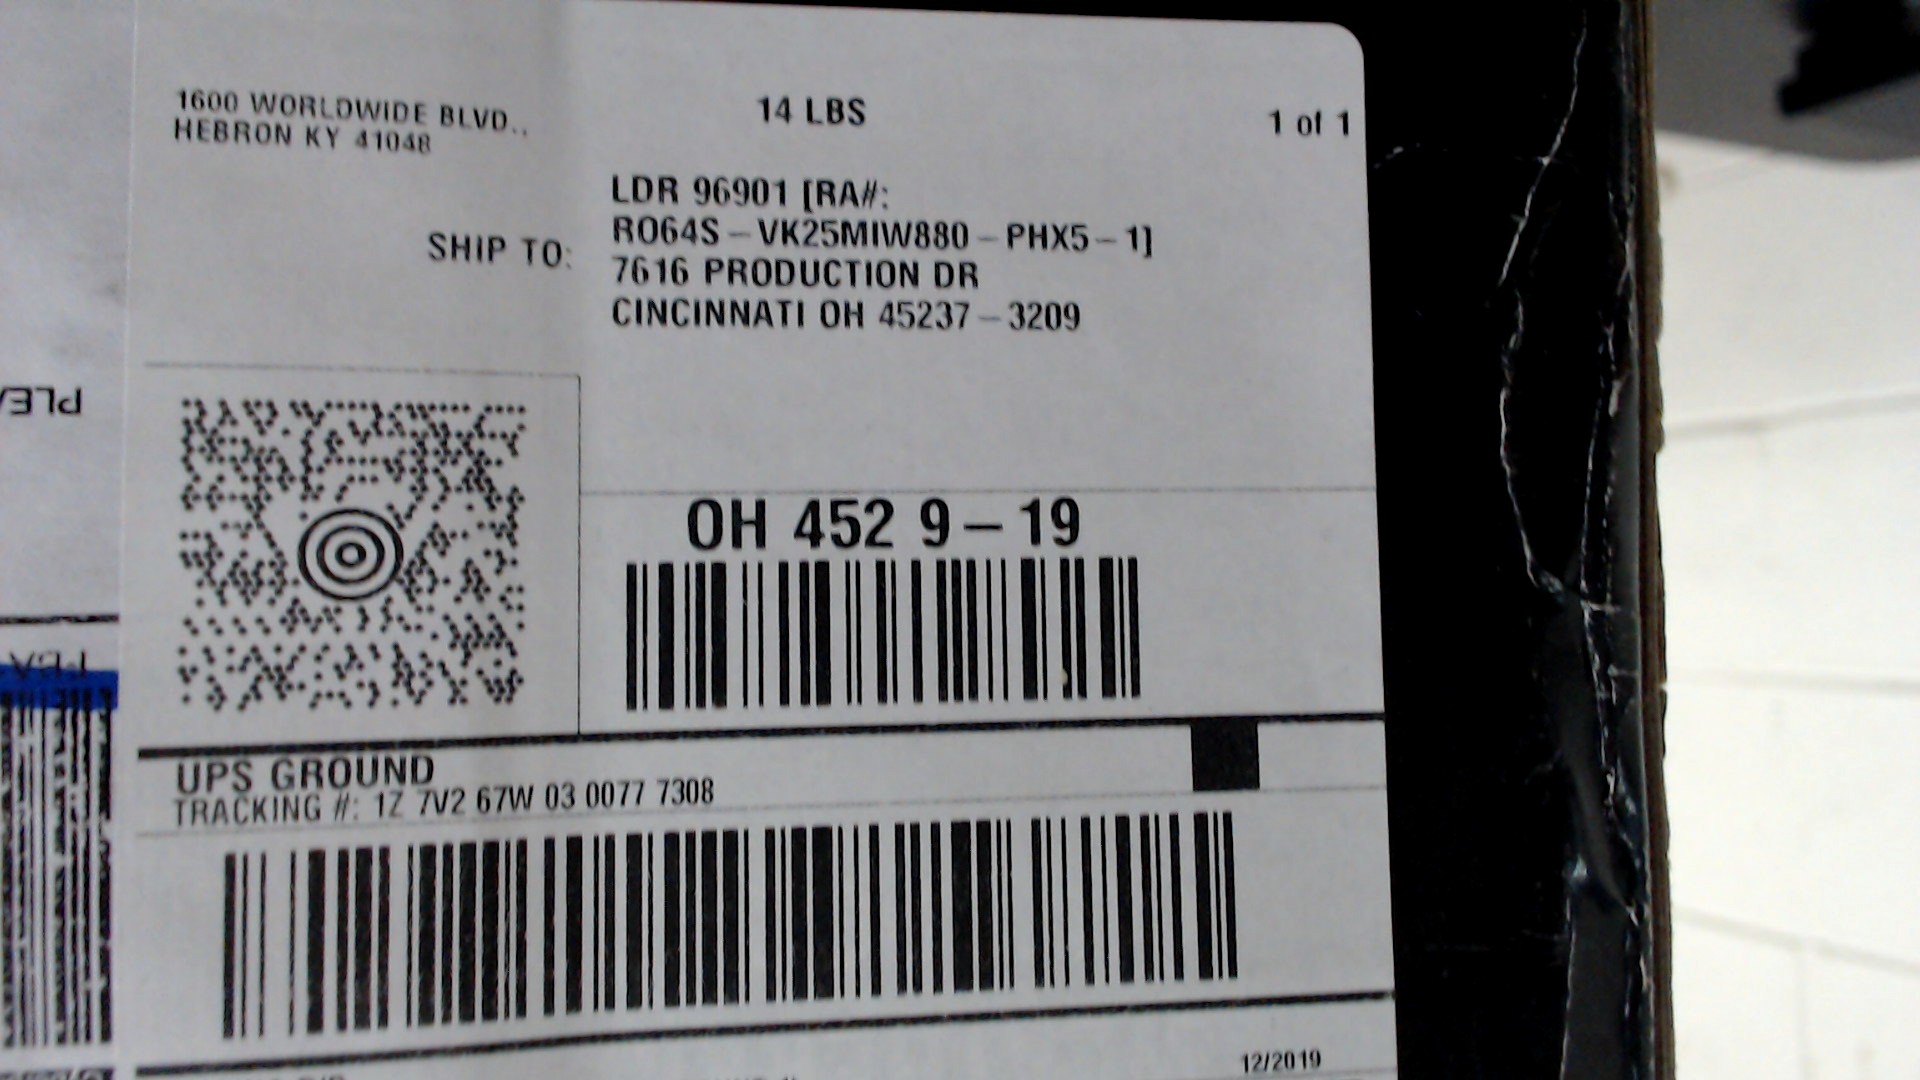 1600 WORLDWIDE BLVD.,
HEBRON KY 41048
14 LBS
1 of 1
SHIP TO:
LDR 96901 [RA#:
RO64S-VK25MIW880-PHX5-1]
7616 PRODUCTION DR
CINCINNATI OH 45237-3209
PLEA
OH 452 9-19
UPS GROUND
TRACKING #: 1Z 7V2 67W 03 0077 7308
12/2019